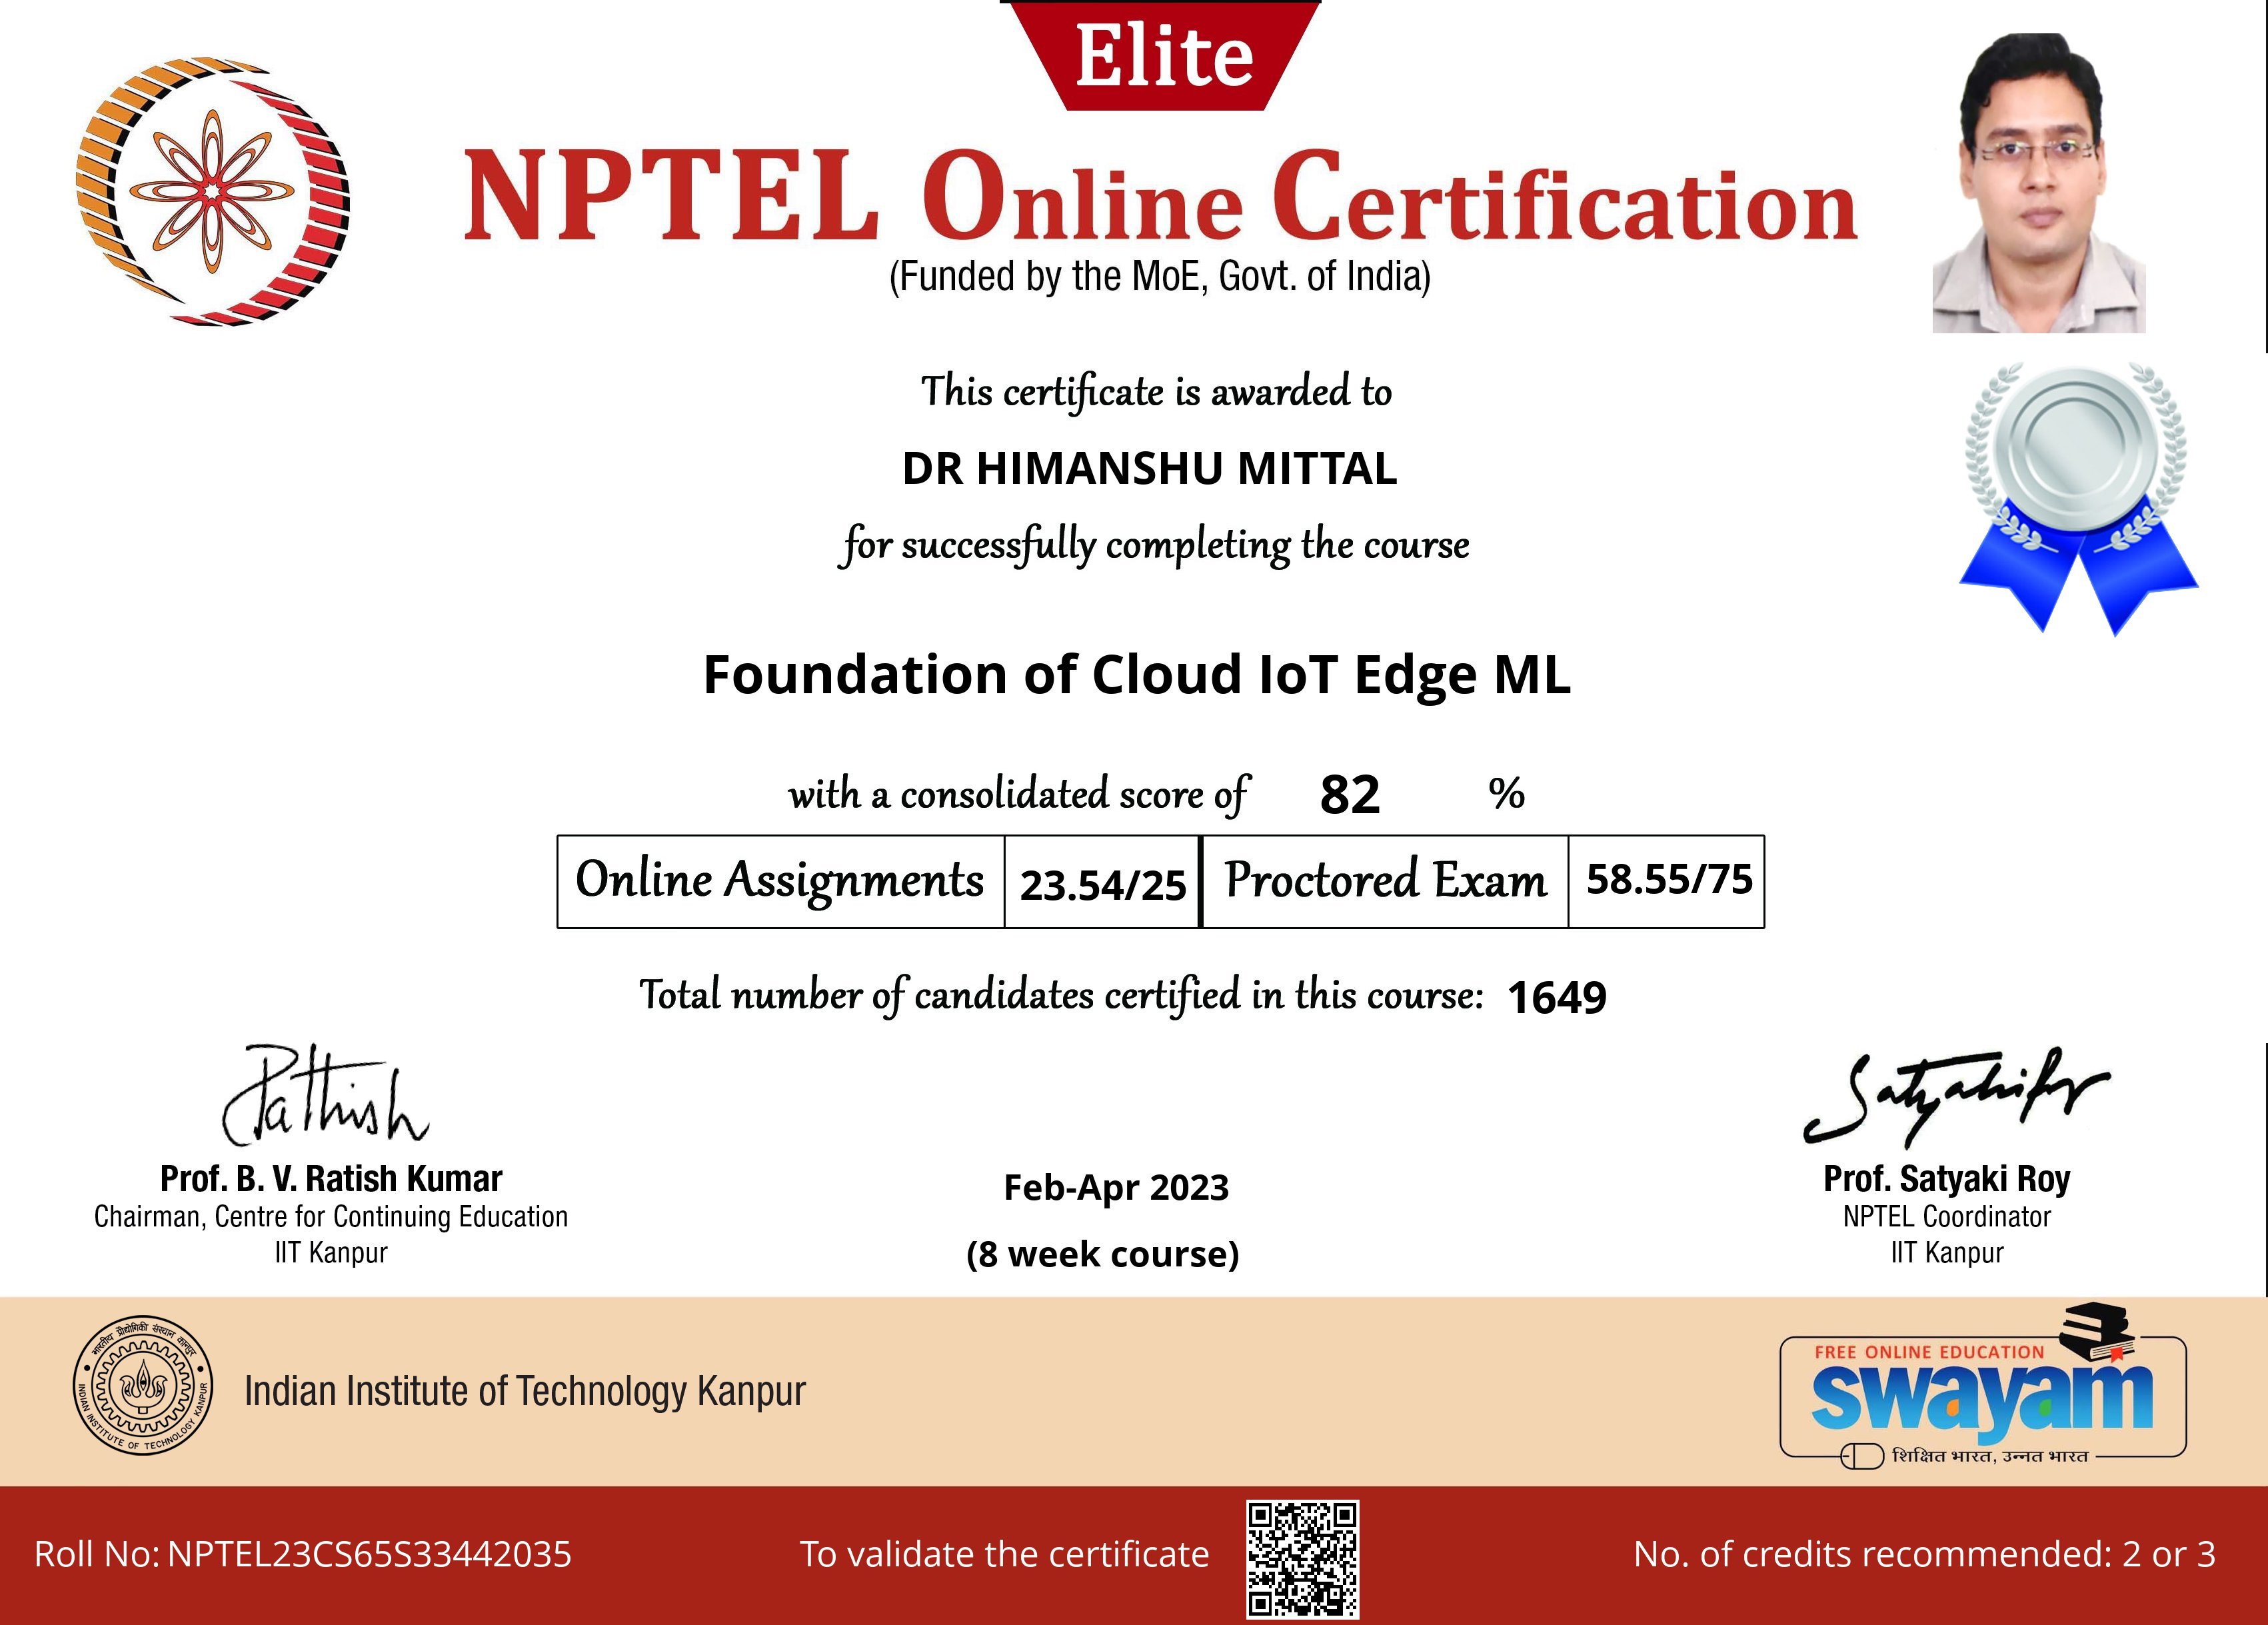 Elite
NPTEL Online Certification
(Funded by the MoE, Govt. of India)
This certificate is awarded to
DR HIMANSHU MITTAL
for successfully completing the course
Foundation of Cloud IoT Edge ML
with a consolidated score of 82 %
Online Assignments 23.54/25 Proctored Exam 58.55/75
Total number of candidates certified in this course: 1649
Prof. B. V. Ratish Kumar
Chairman, Centre for Continuing Education
IIT Kanpur
Feb-Apr 2023
(8 week course)
Prof. Satyaki Roy
NPTEL Coordinator
IIT Kanpur
भारतीय प्रौद्योगिकी संस्थान कानपुर
INDIAN INSTITUTE OF TECHNOLOGY KANPUR
Indian Institute of Technology Kanpur
FREE ONLINE EDUCATION
swayam
शिक्षित भारत, उन्नत भारत
Roll No: NPTEL23CS65S33442035
To validate the certificate
No. of credits recommended: 2 or 3